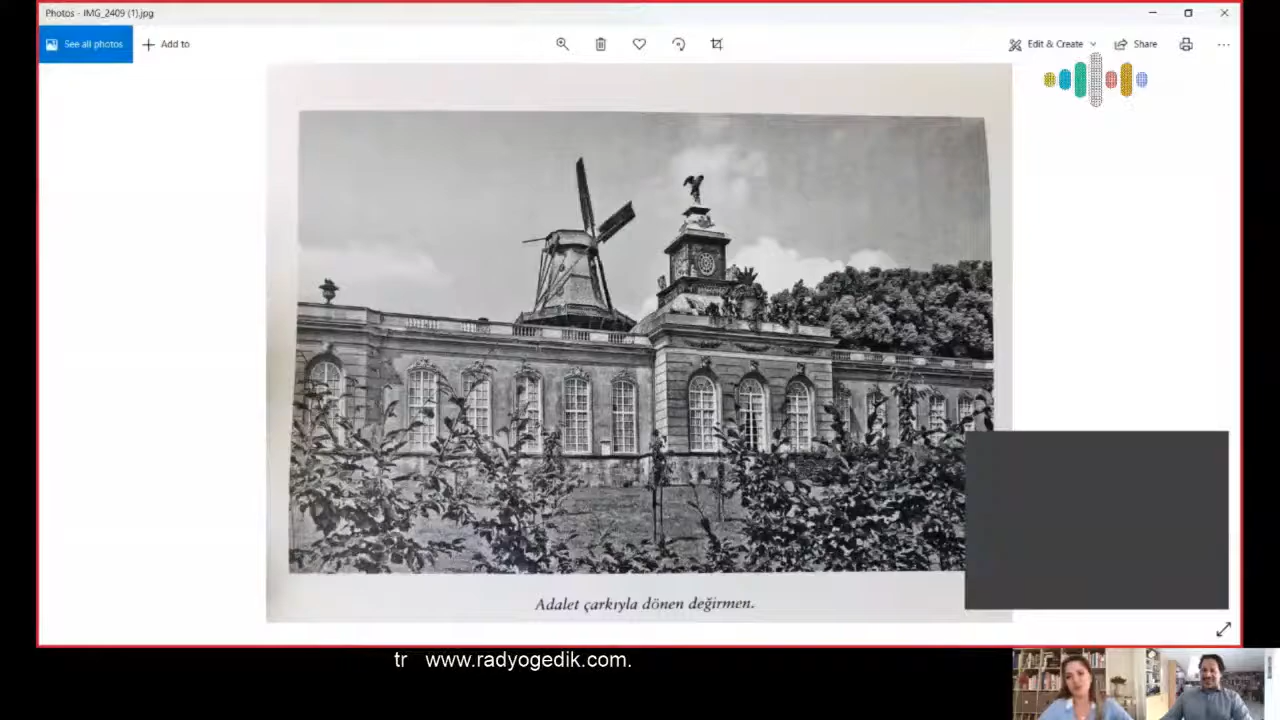 Photos - IMG_2409 (1).jpg
See all photos
Add to
Edit & Create
Share
Adalet çarkıyla dönen değirmen.
tr www.radyogedik.com.